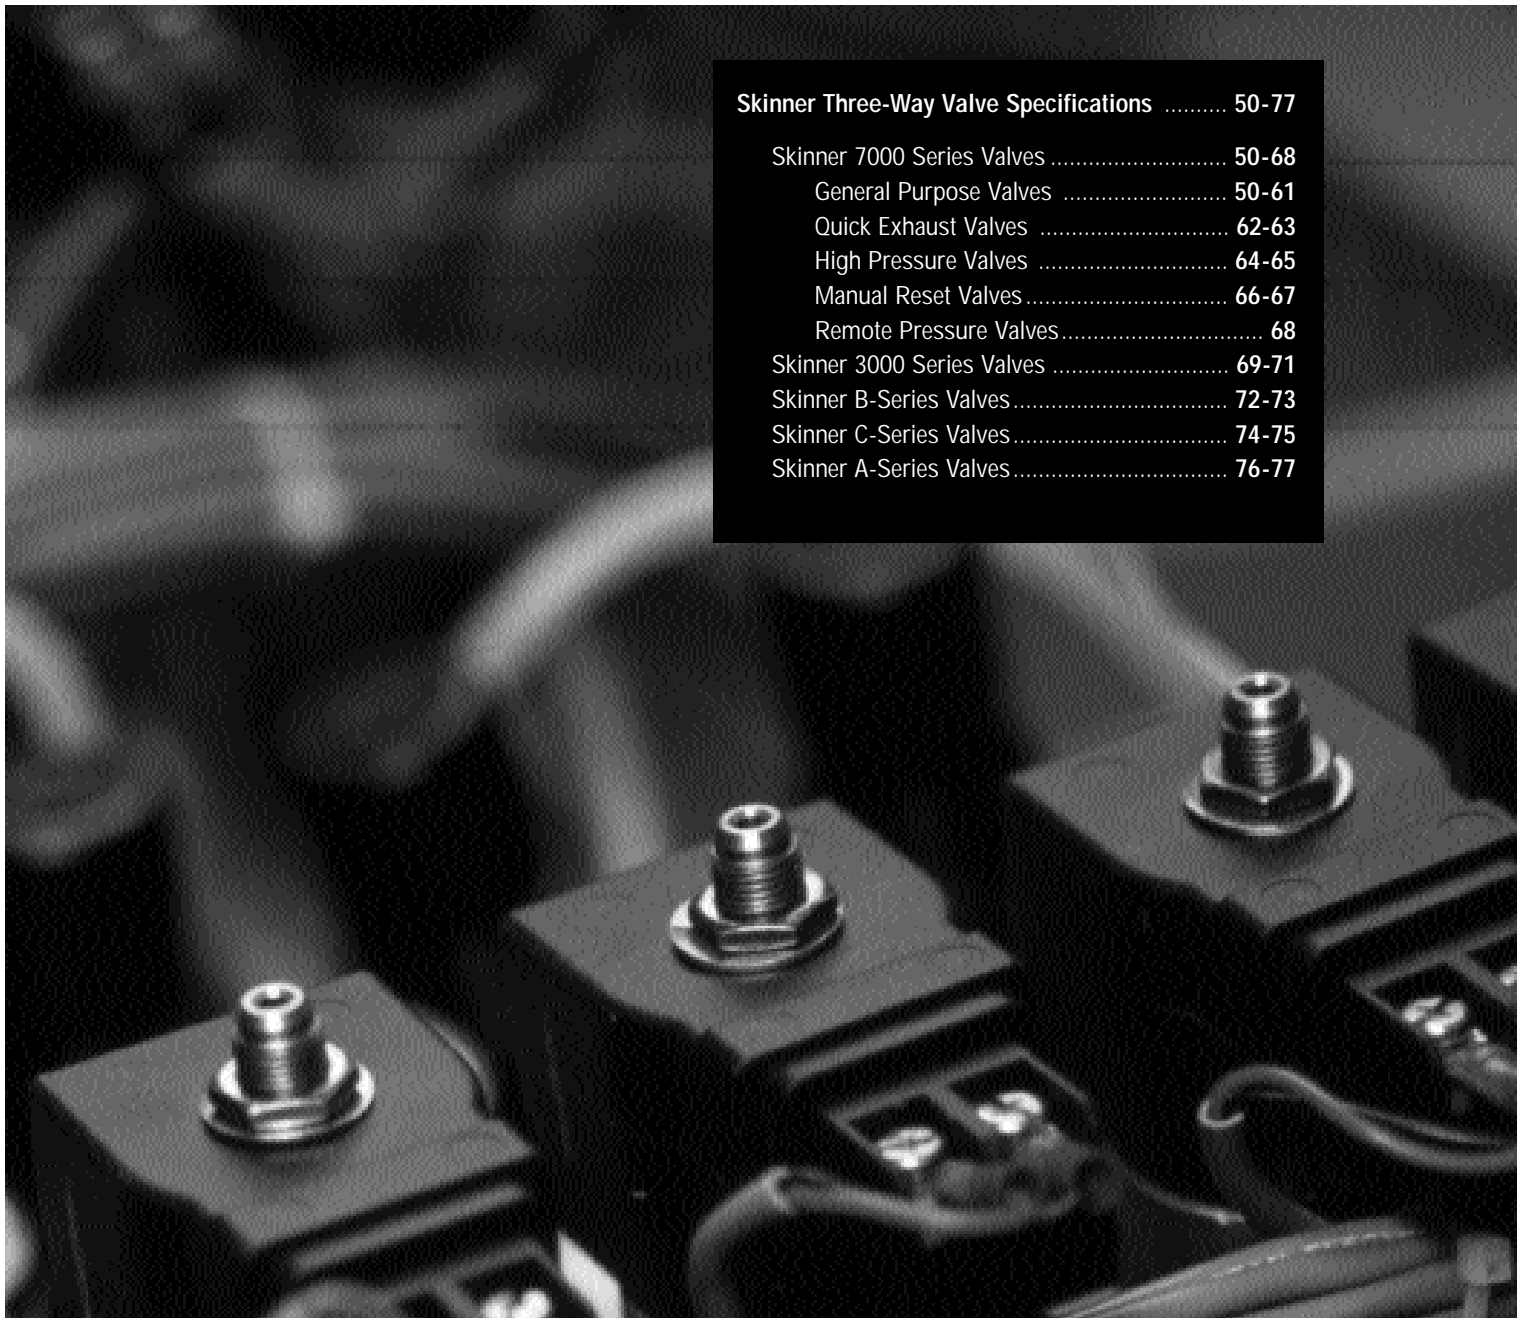 Skinner Three-Way Valve Specifications .......... 50-77
Skinner 7000 Series Valves ............................ 50-68
General Purpose Valves .......................... 50-61
Quick Exhaust Valves .............................. 62-63
High Pressure Valves .............................. 64-65
Manual Reset Valves ................................ 66-67
Remote Pressure Valves ................................ 68
Skinner 3000 Series Valves ............................ 69-71
Skinner B-Series Valves .................................. 72-73
Skinner C-Series Valves .................................. 74-75
Skinner A-Series Valves .................................. 76-77